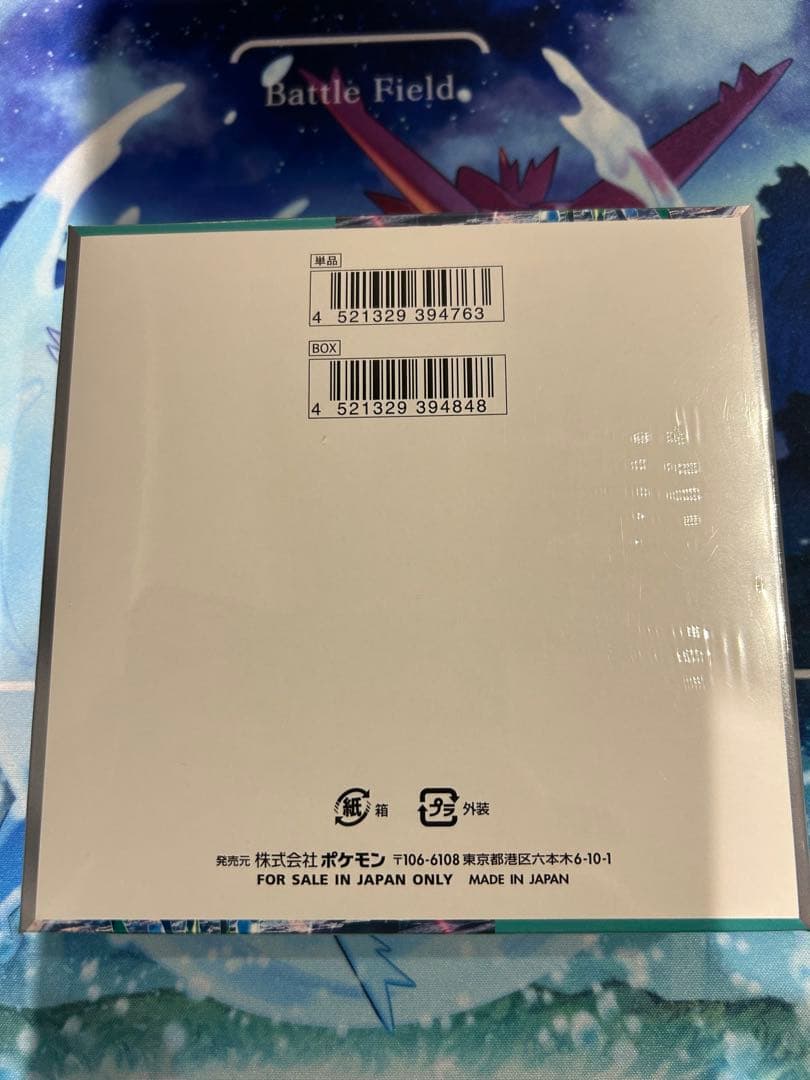 Battle Field
単品
4 521329 394763
BOX
4 521329 394848
紙 箱 プラ 外装
発売元 株式会社 ポケモン 〒106-6108 東京都港区六本木6-10-1
FOR SALE IN JAPAN ONLY MADE IN JAPAN